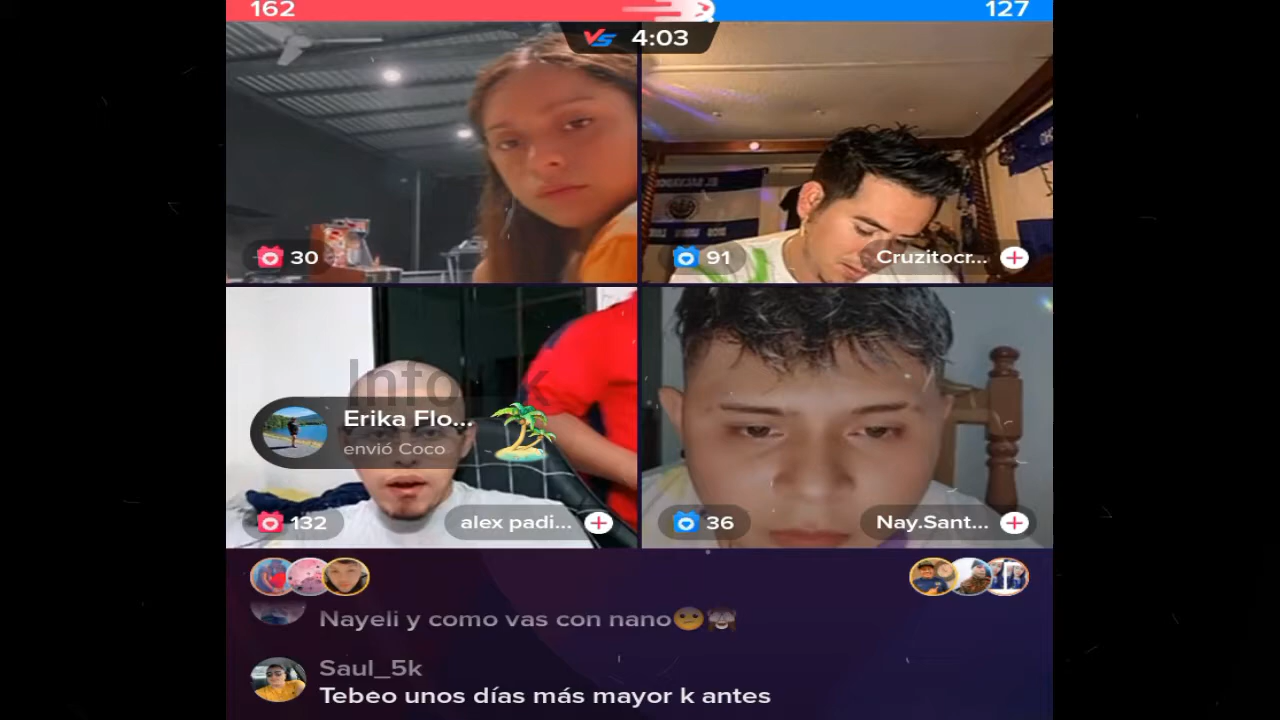 162
127
VS 4:03
30
91
Cruzitocr...
Erika Flo...
envió Coco
132
alex padi...
36
Nay.Sant...
Nayeli y como vas con nano😕🙈
Saul_5k
Tebeo unos días más mayor k antes